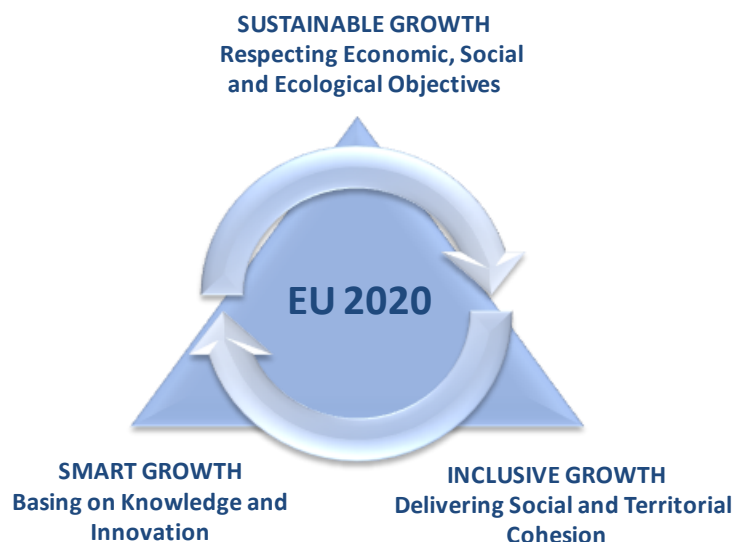 SUSTAINABLE GROWTH
Respecting Economic, Social
and Ecological Objectives
EU 2020
SMART GROWTH
Basing on Knowledge and
Innovation
INCLUSIVE GROWTH
Delivering Social and Territorial
Cohesion